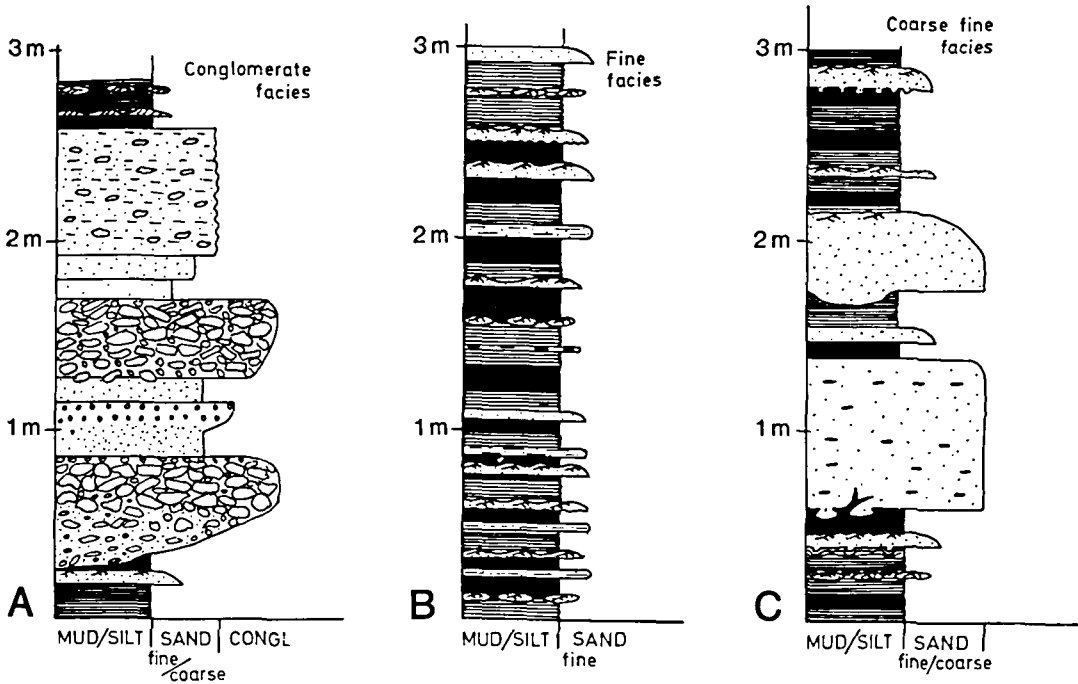 3m
Conglomerate
facies
2m
1m
A
MUD/SILT SAND CONGL
fine/coarse
3m
Fine
facies
2m
1m
B
MUD/SILT SAND
fine
3m
Coarse fine
facies
2m
1m
C
MUD/SILT SAND
fine/coarse